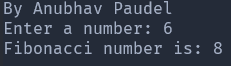 By Anubhav Paudel
Enter a number: 6
Fibonacci number is: 8